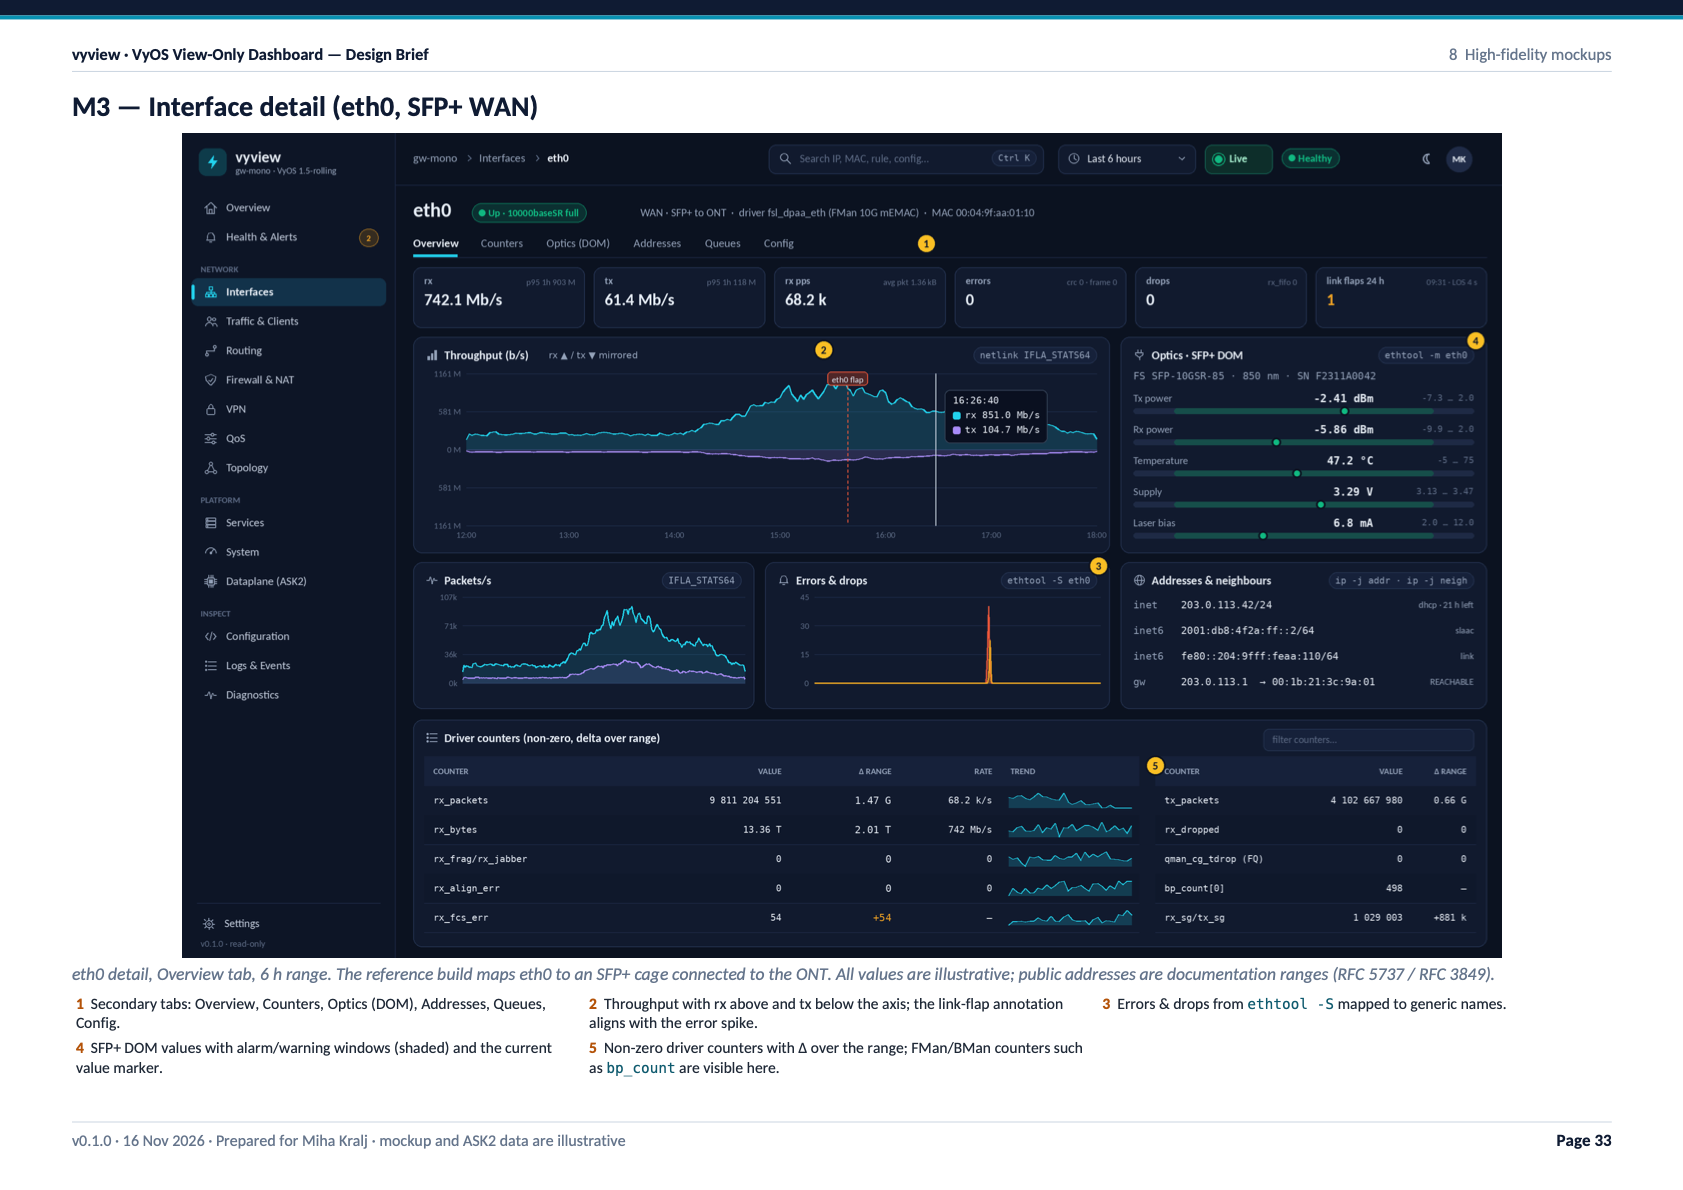 vyview · VyOS View-Only Dashboard — Design Brief
8 High-fidelity mockups
M3 — Interface detail (eth0, SFP+ WAN)
vyview
gw-mono · VyOS 1.5-rolling
Overview
Health & Alerts
2
NETWORK
Interfaces
Traffic & Clients
Routing
Firewall & NAT
VPN
QoS
Topology
PLATFORM
Services
System
Dataplane (ASK2)
INSPECT
Configuration
Logs & Events
Diagnostics
Settings
v0.1.0 · read-only
gw-mono > Interfaces > eth0
Search IP, MAC, rule, config...
Ctrl K
Last 6 hours
Live
Healthy
MK
eth0
Up · 10000baseSR full
WAN · SFP+ to ONT · driver fsl_dpaa_eth (FMan 10G mEMAC) · MAC 00:04:9f:aa:01:10
Overview Counters Optics (DOM) Addresses Queues Config
1
rx p95 1h 903 M
742.1 Mb/s
tx p95 1h 118 M
61.4 Mb/s
rx pps avg pkt 1.36 kB
68.2 k
errors crc 0 · frame 0
0
drops rx_fifo 0
0
link flaps 24 h 09:31 · LOS 4 s
1
Throughput (b/s) rx ▲ / tx ▼ mirrored
2
netlink IFLA_STATS64
1161 M
581 M
0 M
581 M
1161 M
eth0 flap
16:26:40
rx 851.0 Mb/s
tx 104.7 Mb/s
12:00 13:00 14:00 15:00 16:00 17:00 18:00
4
Optics · SFP+ DOM
ethtool -m eth0
FS SFP-10GSR-85 · 850 nm · SN F2311A0042
Tx power -2.41 dBm -7.3 … 2.0
Rx power -5.86 dBm -9.9 … 2.0
Temperature 47.2 °C -5 … 75
Supply 3.29 V 3.13 … 3.47
Laser bias 6.8 mA 2.0 … 12.0
Packets/s
IFLA_STATS64
107k
71k
36k
0k
3
Errors & drops
ethtool -S eth0
45
30
15
0
Addresses & neighbours
ip -j addr · ip -j neigh
inet 203.0.113.42/24 dhcp · 21 h left
inet6 2001:db8:4f2a:ff::2/64 slaac
inet6 fe80::204:9fff:feaa:110/64 link
gw 203.0.113.1 → 00:1b:21:3c:9a:01 REACHABLE
Driver counters (non-zero, delta over range)
filter counters...
COUNTER VALUE Δ RANGE RATE TREND
rx_packets 9 811 204 551 1.47 G 68.2 k/s
rx_bytes 13.36 T 2.01 T 742 Mb/s
rx_frag/rx_jabber 0 0 0
rx_align_err 0 0 0
rx_fcs_err 54 +54 —
5
COUNTER VALUE Δ RANGE
tx_packets 4 102 667 980 0.66 G
rx_dropped 0 0
qman_cg_tdrop (FQ) 0 0
bp_count[0] 498 —
rx_sg/tx_sg 1 029 003 +881 k
eth0 detail, Overview tab, 6 h range. The reference build maps eth0 to an SFP+ cage connected to the ONT. All values are illustrative; public addresses are documentation ranges (RFC 5737 / RFC 3849).
1 Secondary tabs: Overview, Counters, Optics (DOM), Addresses, Queues,
Config.
2 Throughput with rx above and tx below the axis; the link-flap annotation
aligns with the error spike.
3 Errors & drops from ethtool -S mapped to generic names.
4 SFP+ DOM values with alarm/warning windows (shaded) and the current
value marker.
5 Non-zero driver counters with Δ over the range; FMan/BMan counters such
as bp_count are visible here.
v0.1.0 · 16 Nov 2026 · Prepared for Miha Kralj · mockup and ASK2 data are illustrative
Page 33